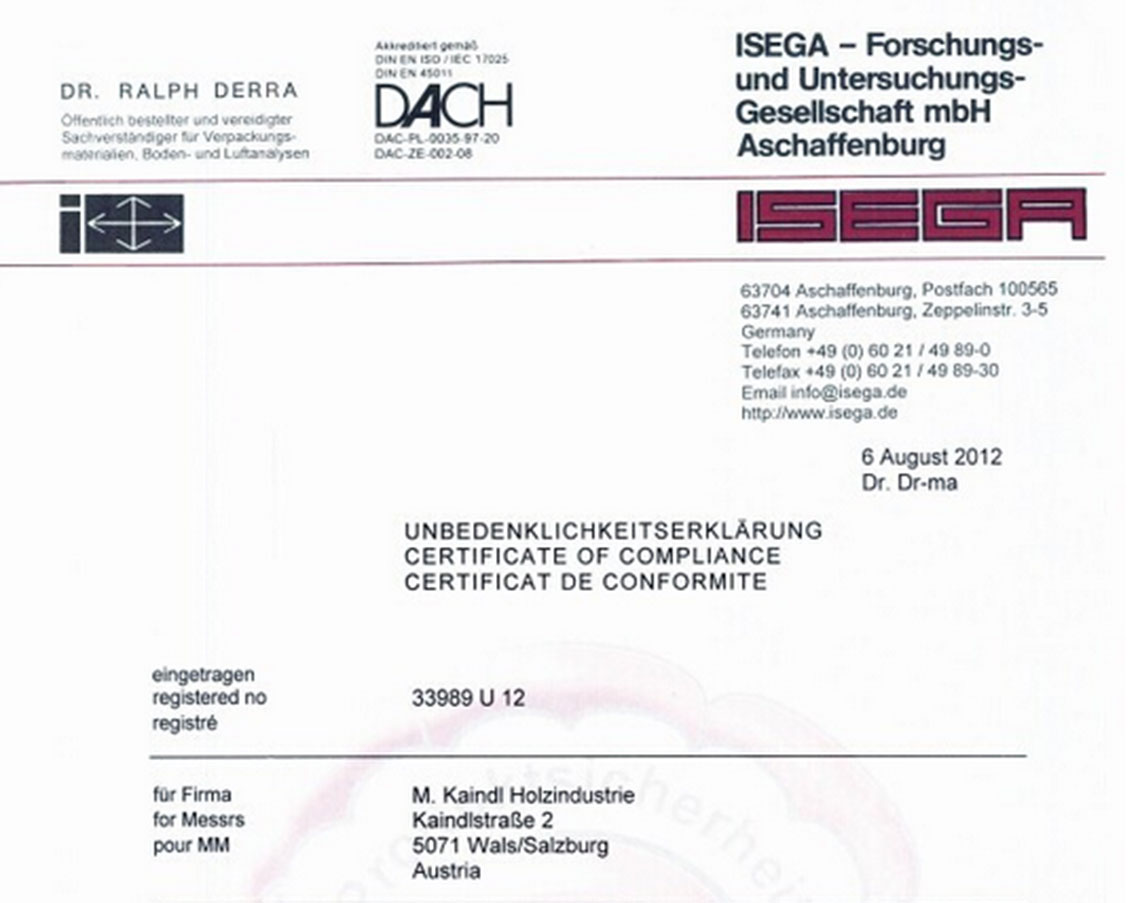 DR. RALPH DERRA
Öffentlich bestellter und vereidigter
Sachverständiger für Verpackungs-
materialien, Boden- und Luftanalysen
Akkreditiert gemäß
DIN EN ISO / IEC 17025
DIN EN 45011
DACH
DAC-PL-0035-97-20
DAC-ZE-002-08
ISEGA – Forschungs-
und Untersuchungs-
Gesellschaft mbH
Aschaffenburg
i
ISEGA
63704 Aschaffenburg, Postfach 100565
63741 Aschaffenburg, Zeppelinstr. 3-5
Germany
Telefon +49 (0) 60 21 / 49 89-0
Telefax +49 (0) 60 21 / 49 89-30
Email info@isega.de
http://www.isega.de
6 August 2012
Dr. Dr-ma
UNBEDENKLICHKEITSERKLÄRUNG
CERTIFICATE OF COMPLIANCE
CERTIFICAT DE CONFORMITE
eingetragen
registered no
registré
33989 U 12
für Firma
for Messrs
pour MM
M. Kaindl Holzindustrie
Kaindlstraße 2
5071 Wals/Salzburg
Austria